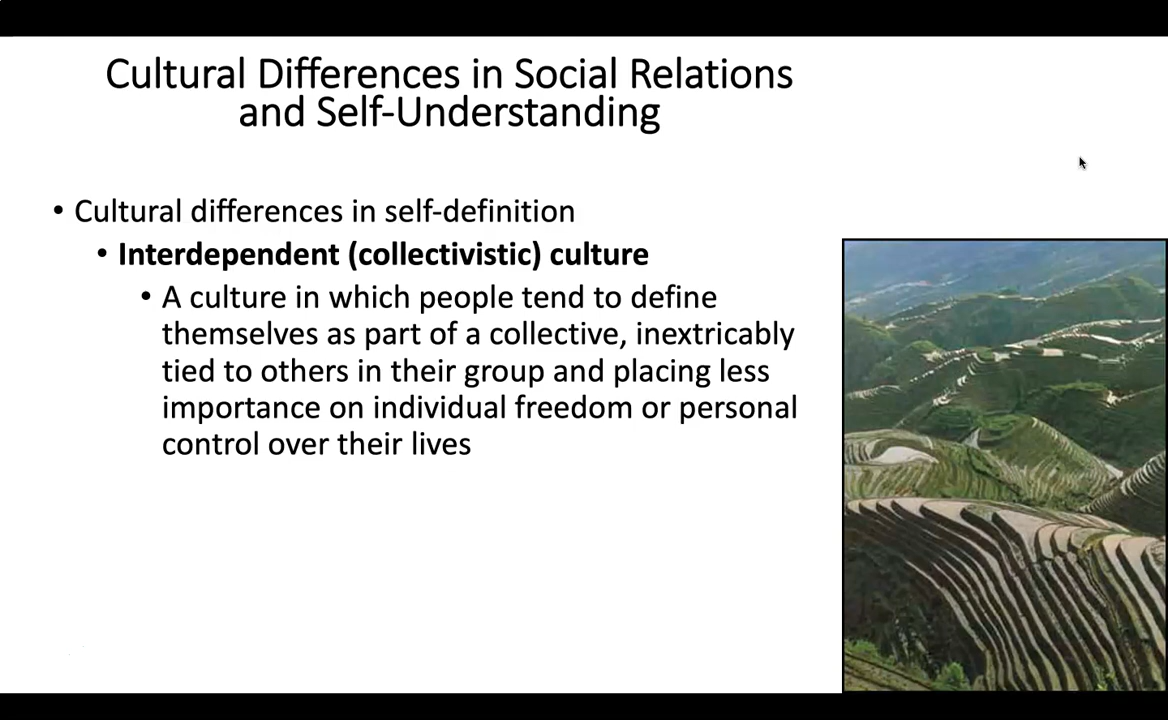 Cultural Differences in Social Relations
and Self-Understanding
• Cultural differences in self-definition
• Interdependent (collectivistic) culture
• A culture in which people tend to define
themselves as part of a collective, inextricably
tied to others in their group and placing less
importance on individual freedom or personal
control over their lives